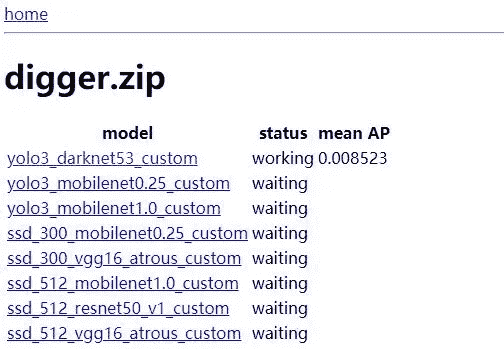 home
digger.zip
model status mean AP
yolo3_darknet53_custom working 0.008523
yolo3_mobilenet0.25_custom waiting
yolo3_mobilenet1.0_custom waiting
ssd_300_mobilenet0.25_custom waiting
ssd_300_vgg16_atrous_custom waiting
ssd_512_mobilenet1.0_custom waiting
ssd_512_resnet50_v1_custom waiting
ssd_512_vgg16_atrous_custom waiting